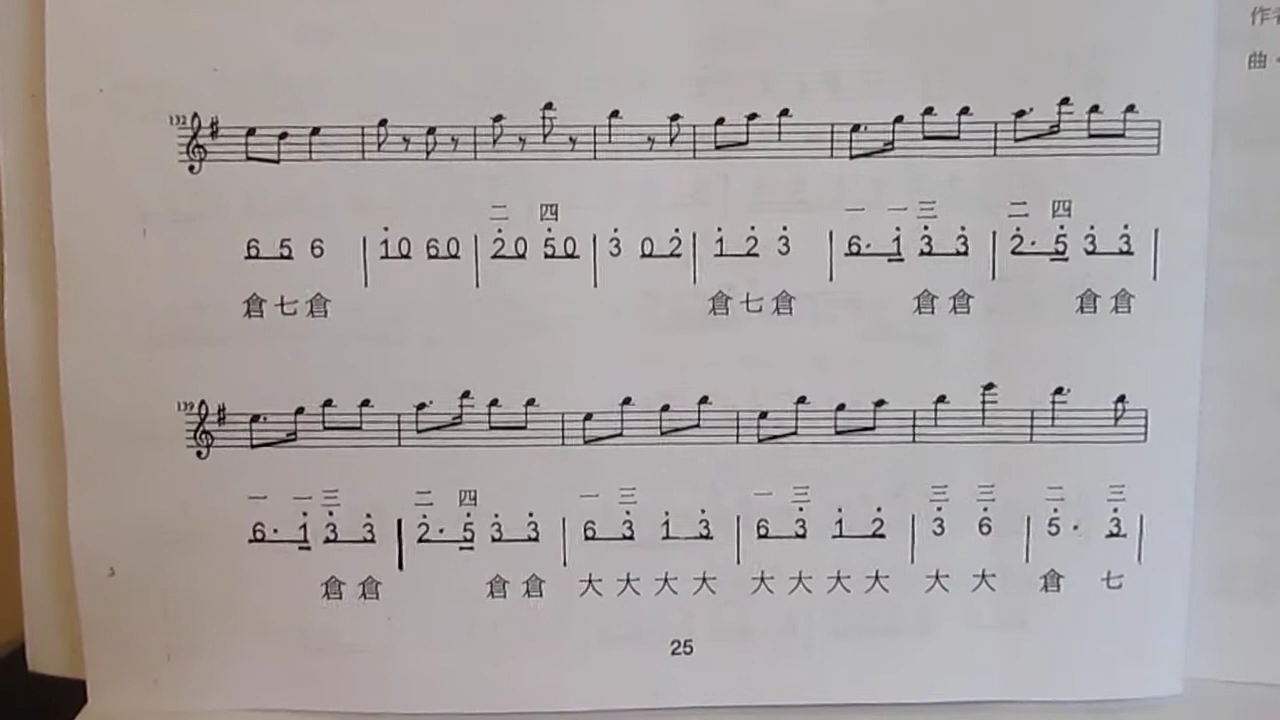 132
二 四 一 一 三 二 四
6 5 6 | 1̇0 60 | 2̇0 5̇0 | 3̇ 02̇ | 1̇ 2̇ 3̇ | 6· 1̇ 3̇ 3̇ | 2̇· 5̇ 3̇ 3̇ |
倉 七 倉 倉 七 倉 倉 倉 倉 倉
139
一 一 三 二 四 一 三 一 三 三 三 二 三
6· 1̇ 3̇ 3̇ | 2̇· 5̇ 3̇ 3̇ | 6 3̇ 1̇ 3̇ | 6 3̇ 1̇ 2̇ | 3̇ 6̇ | 5̇· 3̇ |
倉 倉 倉 倉 大 大 大 大 大 大 大 大 大 大 倉 七
25
作者
曲